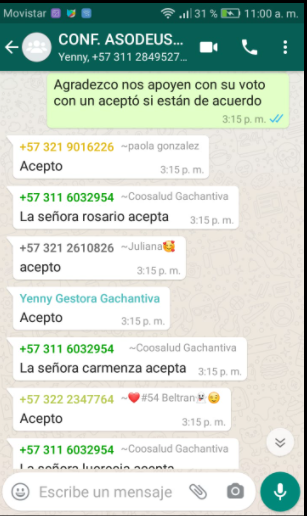 Movistar 31 % 11:00 a. m.
CONF. ASODEUS...
Yenny, +57 311 2849527...
Agradezco nos apoyen con su voto
con un aceptó si están de acuerdo
3:15 p. m.
+57 321 9016226 ~paola gonzalez
Acepto
3:15 p. m.
+57 311 6032954 ~Coosalud Gachantiva
La señora rosario acepta 3:15 p. m.
+57 321 2610826 ~Juliana🥰
acepto
3:15 p. m.
Yenny Gestora Gachantiva
Acepto
3:15 p. m.
+57 311 6032954 ~Coosalud Gachantiva
La señora carmenza acepta 3:15 p. m.
+57 322 2347764 ~❤️#54 Beltran
Acepto
3:15 p. m.
+57 311 6032954 ~Coosalud Gachantiva
La señora lucrecia acepta
Escribe un mensaje